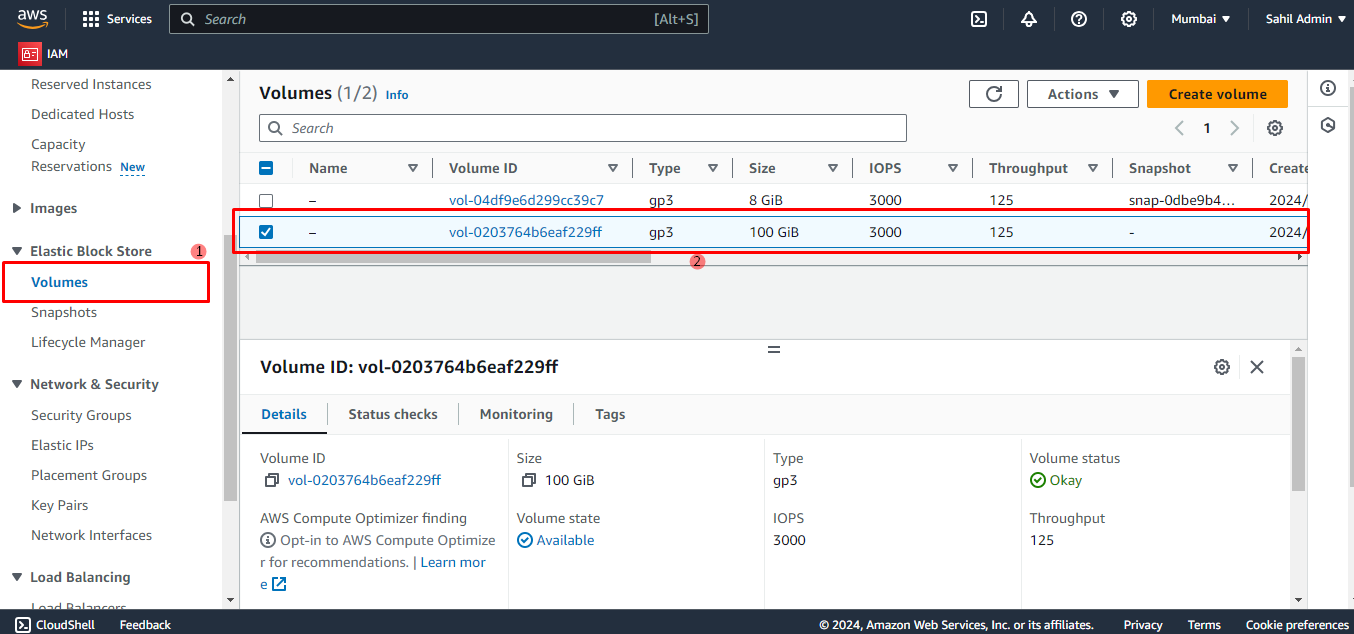 aws
Services
Search
[Alt+S]
Mumbai
Sahil Admin
IAM
Reserved Instances
Dedicated Hosts
Capacity
Reservations New
Images
Elastic Block Store
1
Volumes
Snapshots
Lifecycle Manager
Network & Security
Security Groups
Elastic IPs
Placement Groups
Key Pairs
Network Interfaces
Load Balancing
Load Balancers
Volumes (1/2) Info
Actions
Create volume
Search
1
Name Volume ID Type Size IOPS Throughput Snapshot Create
– vol-04df9e6d299cc39c7 gp3 8 GiB 3000 125 snap-0dbe9b4... 2024/
– vol-0203764b6eaf229ff gp3 100 GiB 3000 125 - 2024/
2
Volume ID: vol-0203764b6eaf229ff
Details Status checks Monitoring Tags
Volume ID
vol-0203764b6eaf229ff
Size
100 GiB
Type
gp3
Volume status
Okay
AWS Compute Optimizer finding
Opt-in to AWS Compute Optimize
r for recommendations. | Learn mor
e
Volume state
Available
IOPS
3000
Throughput
125
CloudShell Feedback © 2024, Amazon Web Services, Inc. or its affiliates. Privacy Terms Cookie preferences